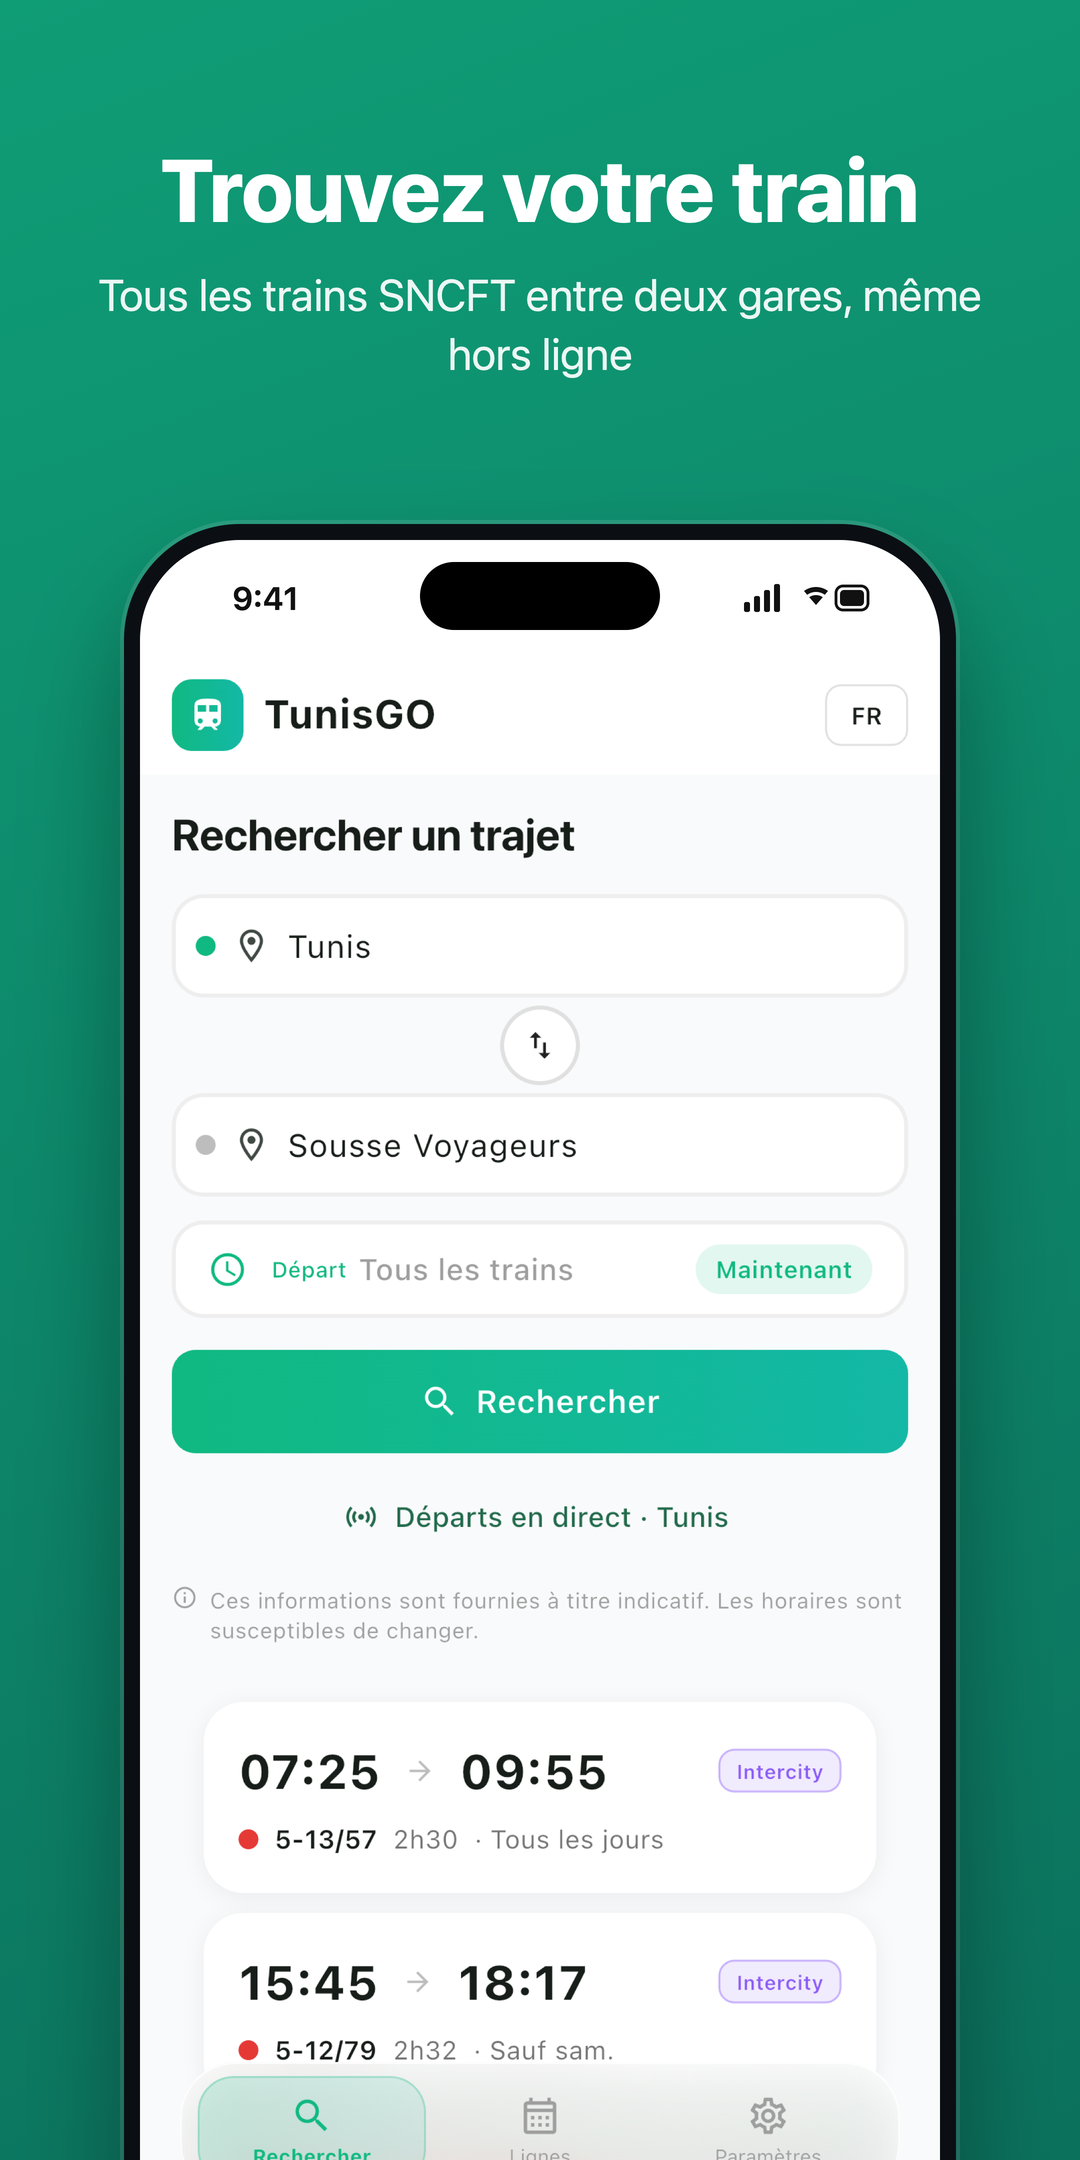 Trouvez votre train
Tous les trains SNCFT entre deux gares, même
hors ligne
9:41
TunisGO
FR
Rechercher un trajet
Tunis
Sousse Voyageurs
Départ Tous les trains Maintenant
Rechercher
Départs en direct · Tunis
Ces informations sont fournies à titre indicatif. Les horaires sont
susceptibles de changer.
07:25 → 09:55 Intercity
5-13/57 2h30 · Tous les jours
15:45 → 18:17 Intercity
5-12/79 2h32 · Sauf sam.
Rechercher Lignes Paramètres